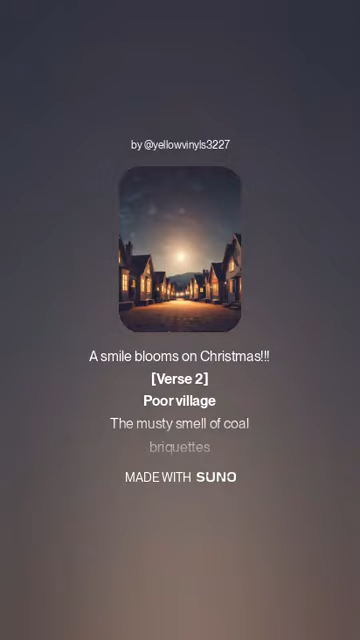 by @yellowvinyls3227
A smile blooms on Christmas!!!
[Verse 2]
Poor village
The musty smell of coal
briquettes
MADE WITH SUNO